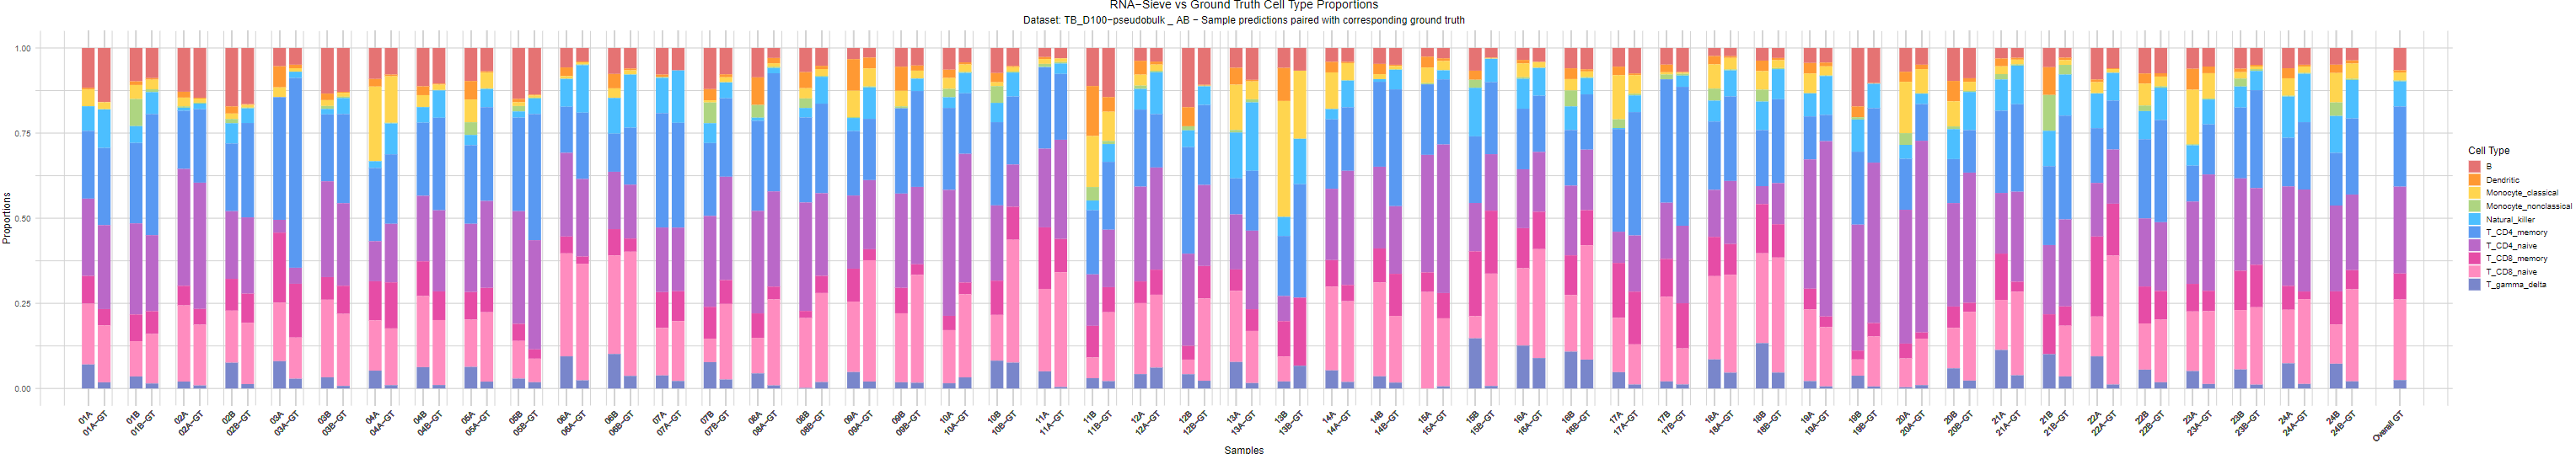 RNA−Sieve vs Ground Truth Cell Type Proportions
Dataset: TB_D100−pseudobulk _ AB − Sample predictions paired with corresponding ground truth
Proportions
1.00
0.75
0.50
0.25
0.00
01A
01A−GT
01B
01B−GT
02A
02A−GT
02B
02B−GT
03A
03A−GT
03B
03B−GT
04A
04A−GT
04B
04B−GT
05A
05A−GT
05B
05B−GT
06A
06A−GT
06B
06B−GT
07A
07A−GT
07B
07B−GT
08A
08A−GT
08B
08B−GT
09A
09A−GT
09B
09B−GT
10A
10A−GT
10B
10B−GT
11A
11A−GT
11B
11B−GT
12A
12A−GT
12B
12B−GT
13A
13A−GT
13B
13B−GT
14A
14A−GT
14B
14B−GT
15A
15A−GT
15B
15B−GT
16A
16A−GT
16B
16B−GT
17A
17A−GT
17B
17B−GT
18A
18A−GT
18B
18B−GT
19A
19A−GT
19B
19B−GT
20A
20A−GT
20B
20B−GT
21A
21A−GT
21B
21B−GT
22A
22A−GT
22B
22B−GT
23A
23A−GT
23B
23B−GT
24A
24A−GT
24B
24B−GT
Overall GT
Samples
Cell Type
B
Dendritic
Monocyte_classical
Monocyte_nonclassical
Natural_killer
T_CD4_memory
T_CD4_naive
T_CD8_memory
T_CD8_naive
T_gamma_delta